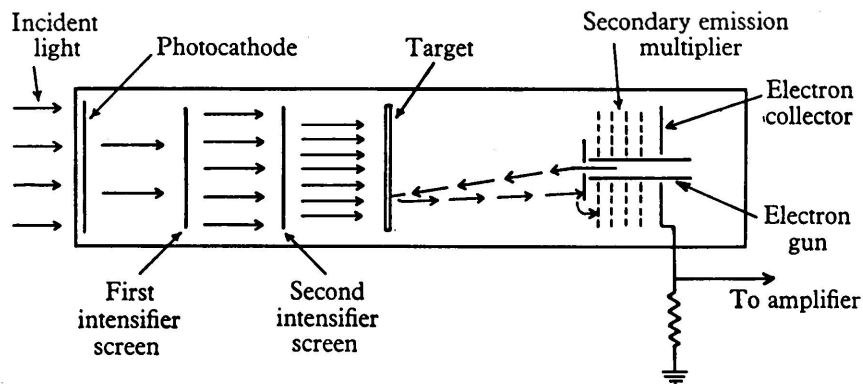 Incident
light
Photocathode
Target
Secondary emission
multiplier
Electron
collector
Electron
gun
First
intensifier
screen
Second
intensifier
screen
To amplifier